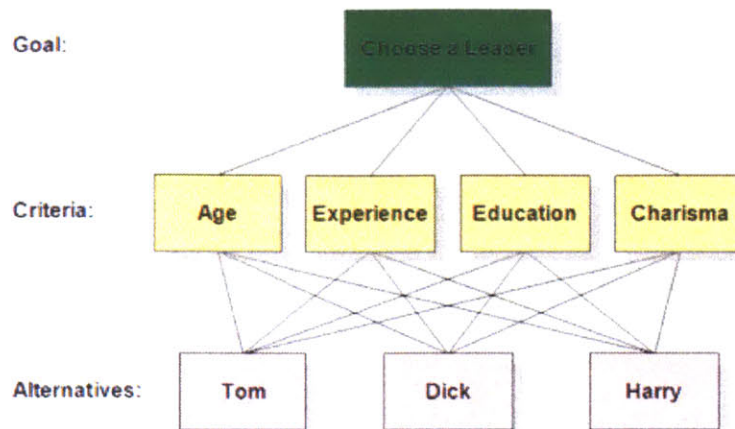 Goal:
Choose a Leader
Criteria:
Age
Experience
Education
Charisma
Alternatives:
Tom
Dick
Harry